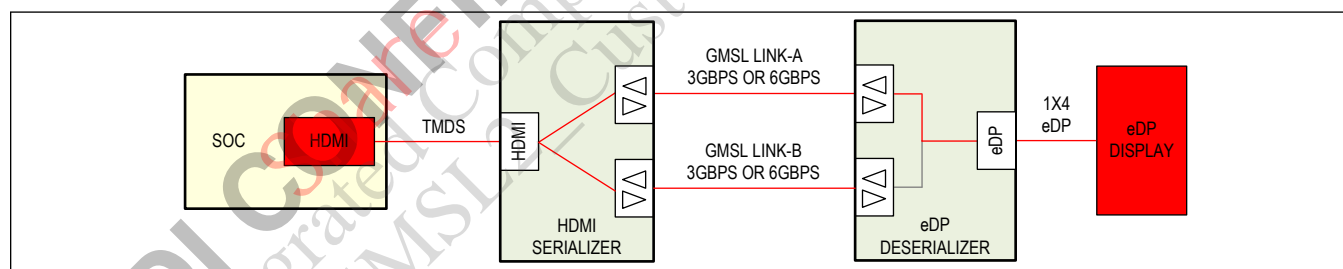 SOC
HDMI
TMDS
HDMI
HDMI
SERIALIZER
GMSL LINK-A
3GBPS OR 6GBPS
GMSL LINK-B
3GBPS OR 6GBPS
eDP
eDP
DESERIALIZER
1X4
eDP
eDP
DISPLAY